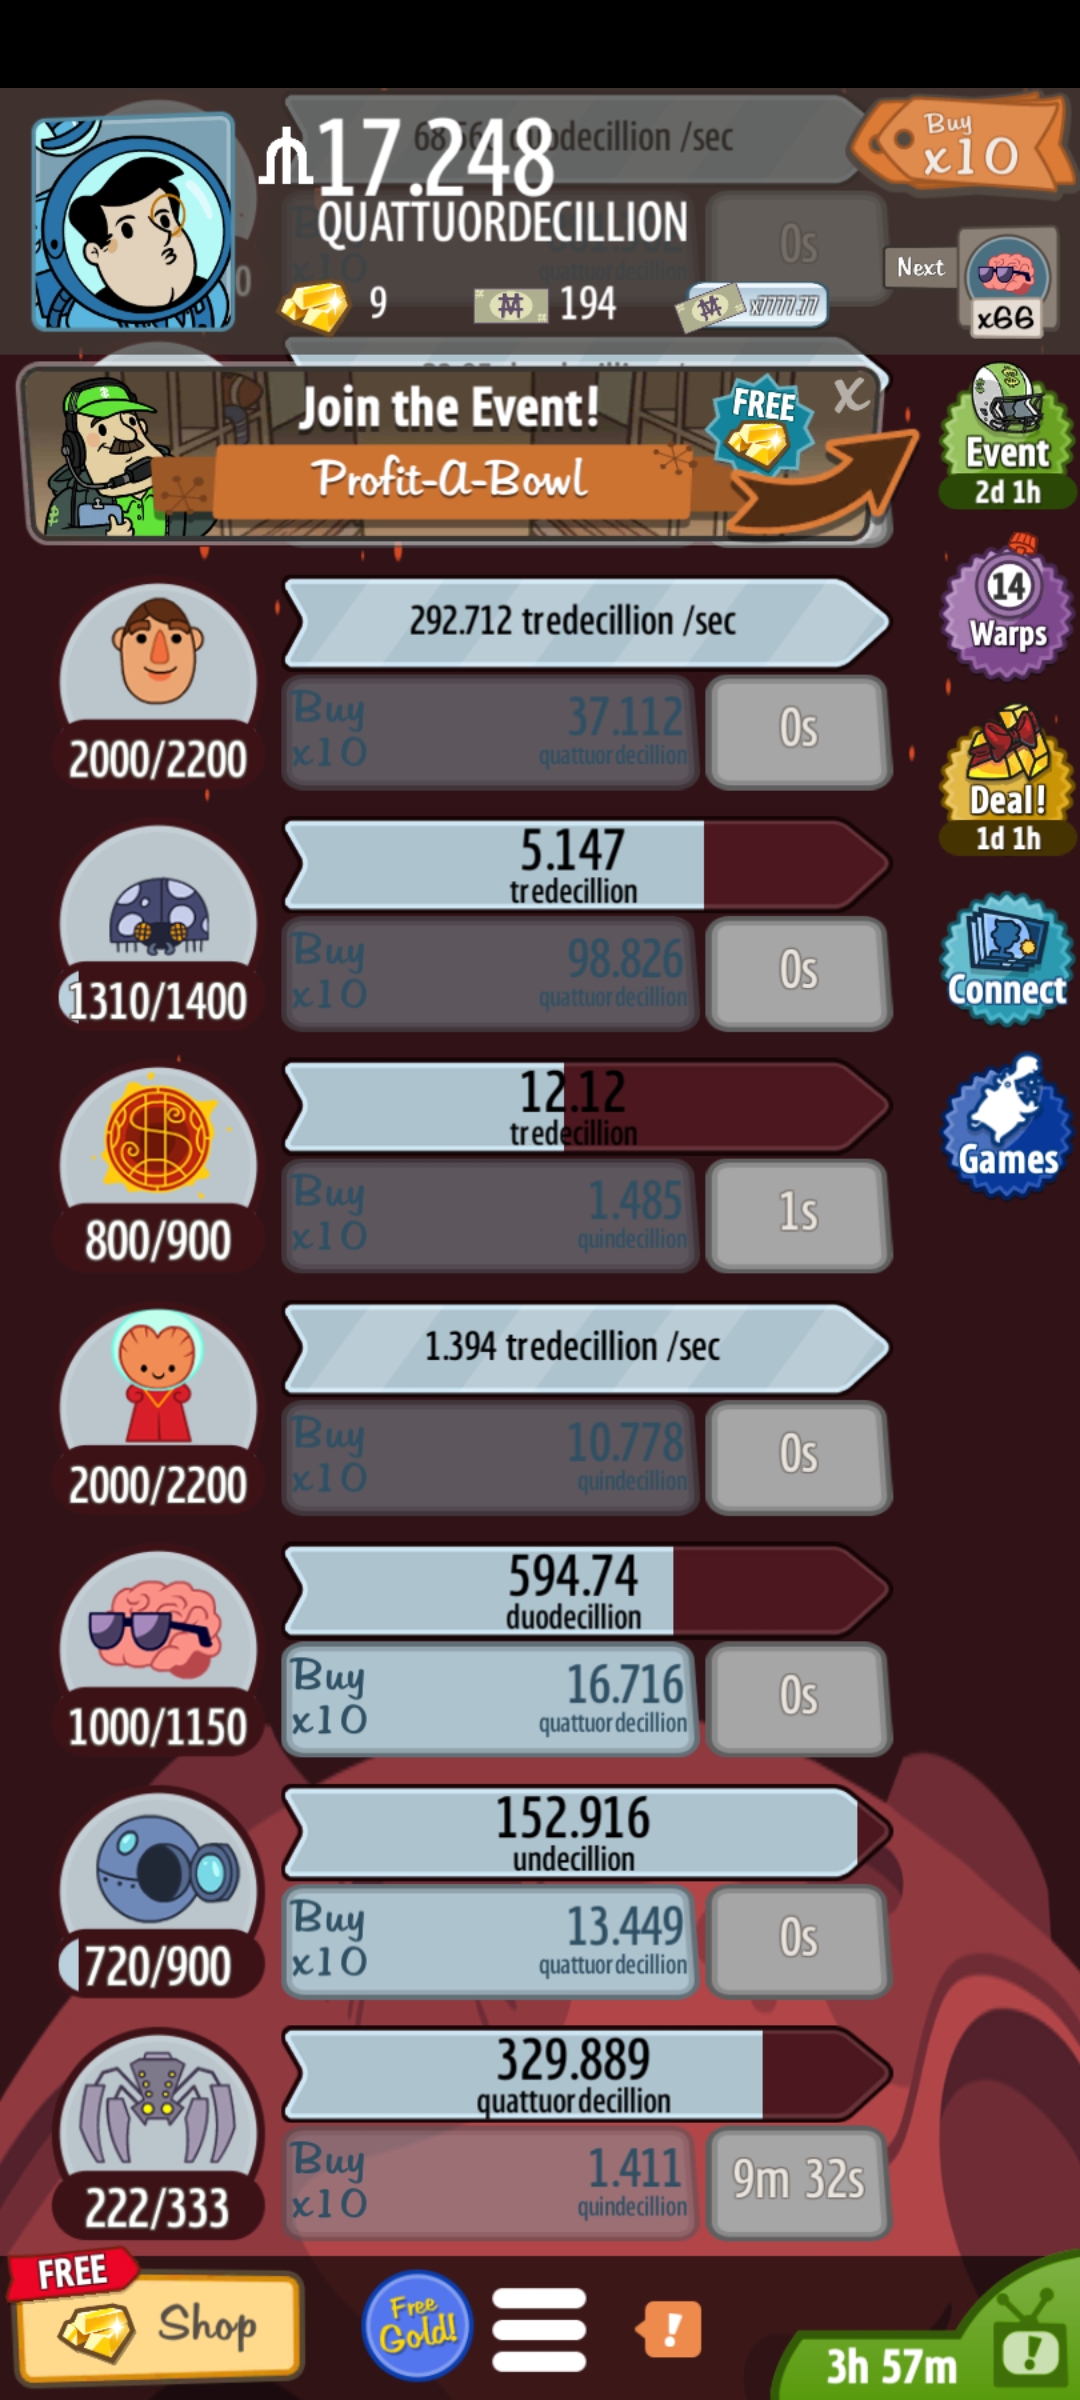 17.248
QUATTUORDECILLION
9
194
x7777.77
Buy
x10
Next
x66
duodecillion /sec
0s
Join the Event!
Profit-A-Bowl
FREE
X
Event
2d 1h
14
Warps
Deal!
1d 1h
Connect
Games
292.712 tredecillion /sec
Buy
x10
37.112
quattuordecillion
0s
2000/2200
5.147
tredecillion
Buy
x10
98.826
quattuordecillion
0s
1310/1400
12.12
tredecillion
Buy
x10
1.485
quindecillion
1s
800/900
1.394 tredecillion /sec
Buy
x10
10.778
quindecillion
0s
2000/2200
594.74
duodecillion
Buy
x10
16.716
quattuordecillion
0s
1000/1150
152.916
undecillion
Buy
x10
13.449
quattuordecillion
0s
720/900
329.889
quattuordecillion
Buy
x10
1.411
quindecillion
9m 32s
222/333
FREE
Shop
Free
Gold!
!
3h 57m
!